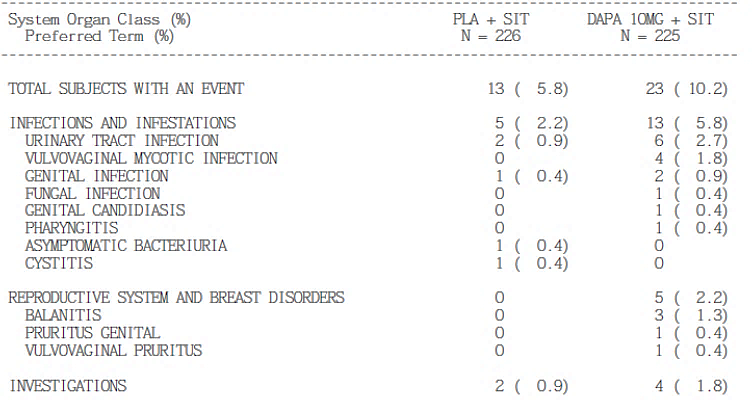 System Organ Class (%) PLA + SIT DAPA 10MG + SIT
Preferred Term (%) N = 226 N = 225
TOTAL SUBJECTS WITH AN EVENT 13 ( 5.8) 23 ( 10.2)
INFECTIONS AND INFESTATIONS 5 ( 2.2) 13 ( 5.8)
URINARY TRACT INFECTION 2 ( 0.9) 6 ( 2.7)
VULVOVAGINAL MYCOTIC INFECTION 0 4 ( 1.8)
GENITAL INFECTION 1 ( 0.4) 2 ( 0.9)
FUNGAL INFECTION 0 1 ( 0.4)
GENITAL CANDIDIASIS 0 1 ( 0.4)
PHARYNGITIS 0 1 ( 0.4)
ASYMPTOMATIC BACTERIURIA 1 ( 0.4) 0
CYSTITIS 1 ( 0.4) 0
REPRODUCTIVE SYSTEM AND BREAST DISORDERS 0 5 ( 2.2)
BALANITIS 0 3 ( 1.3)
PRURITUS GENITAL 0 1 ( 0.4)
VULVOVAGINAL PRURITUS 0 1 ( 0.4)
INVESTIGATIONS 2 ( 0.9) 4 ( 1.8)